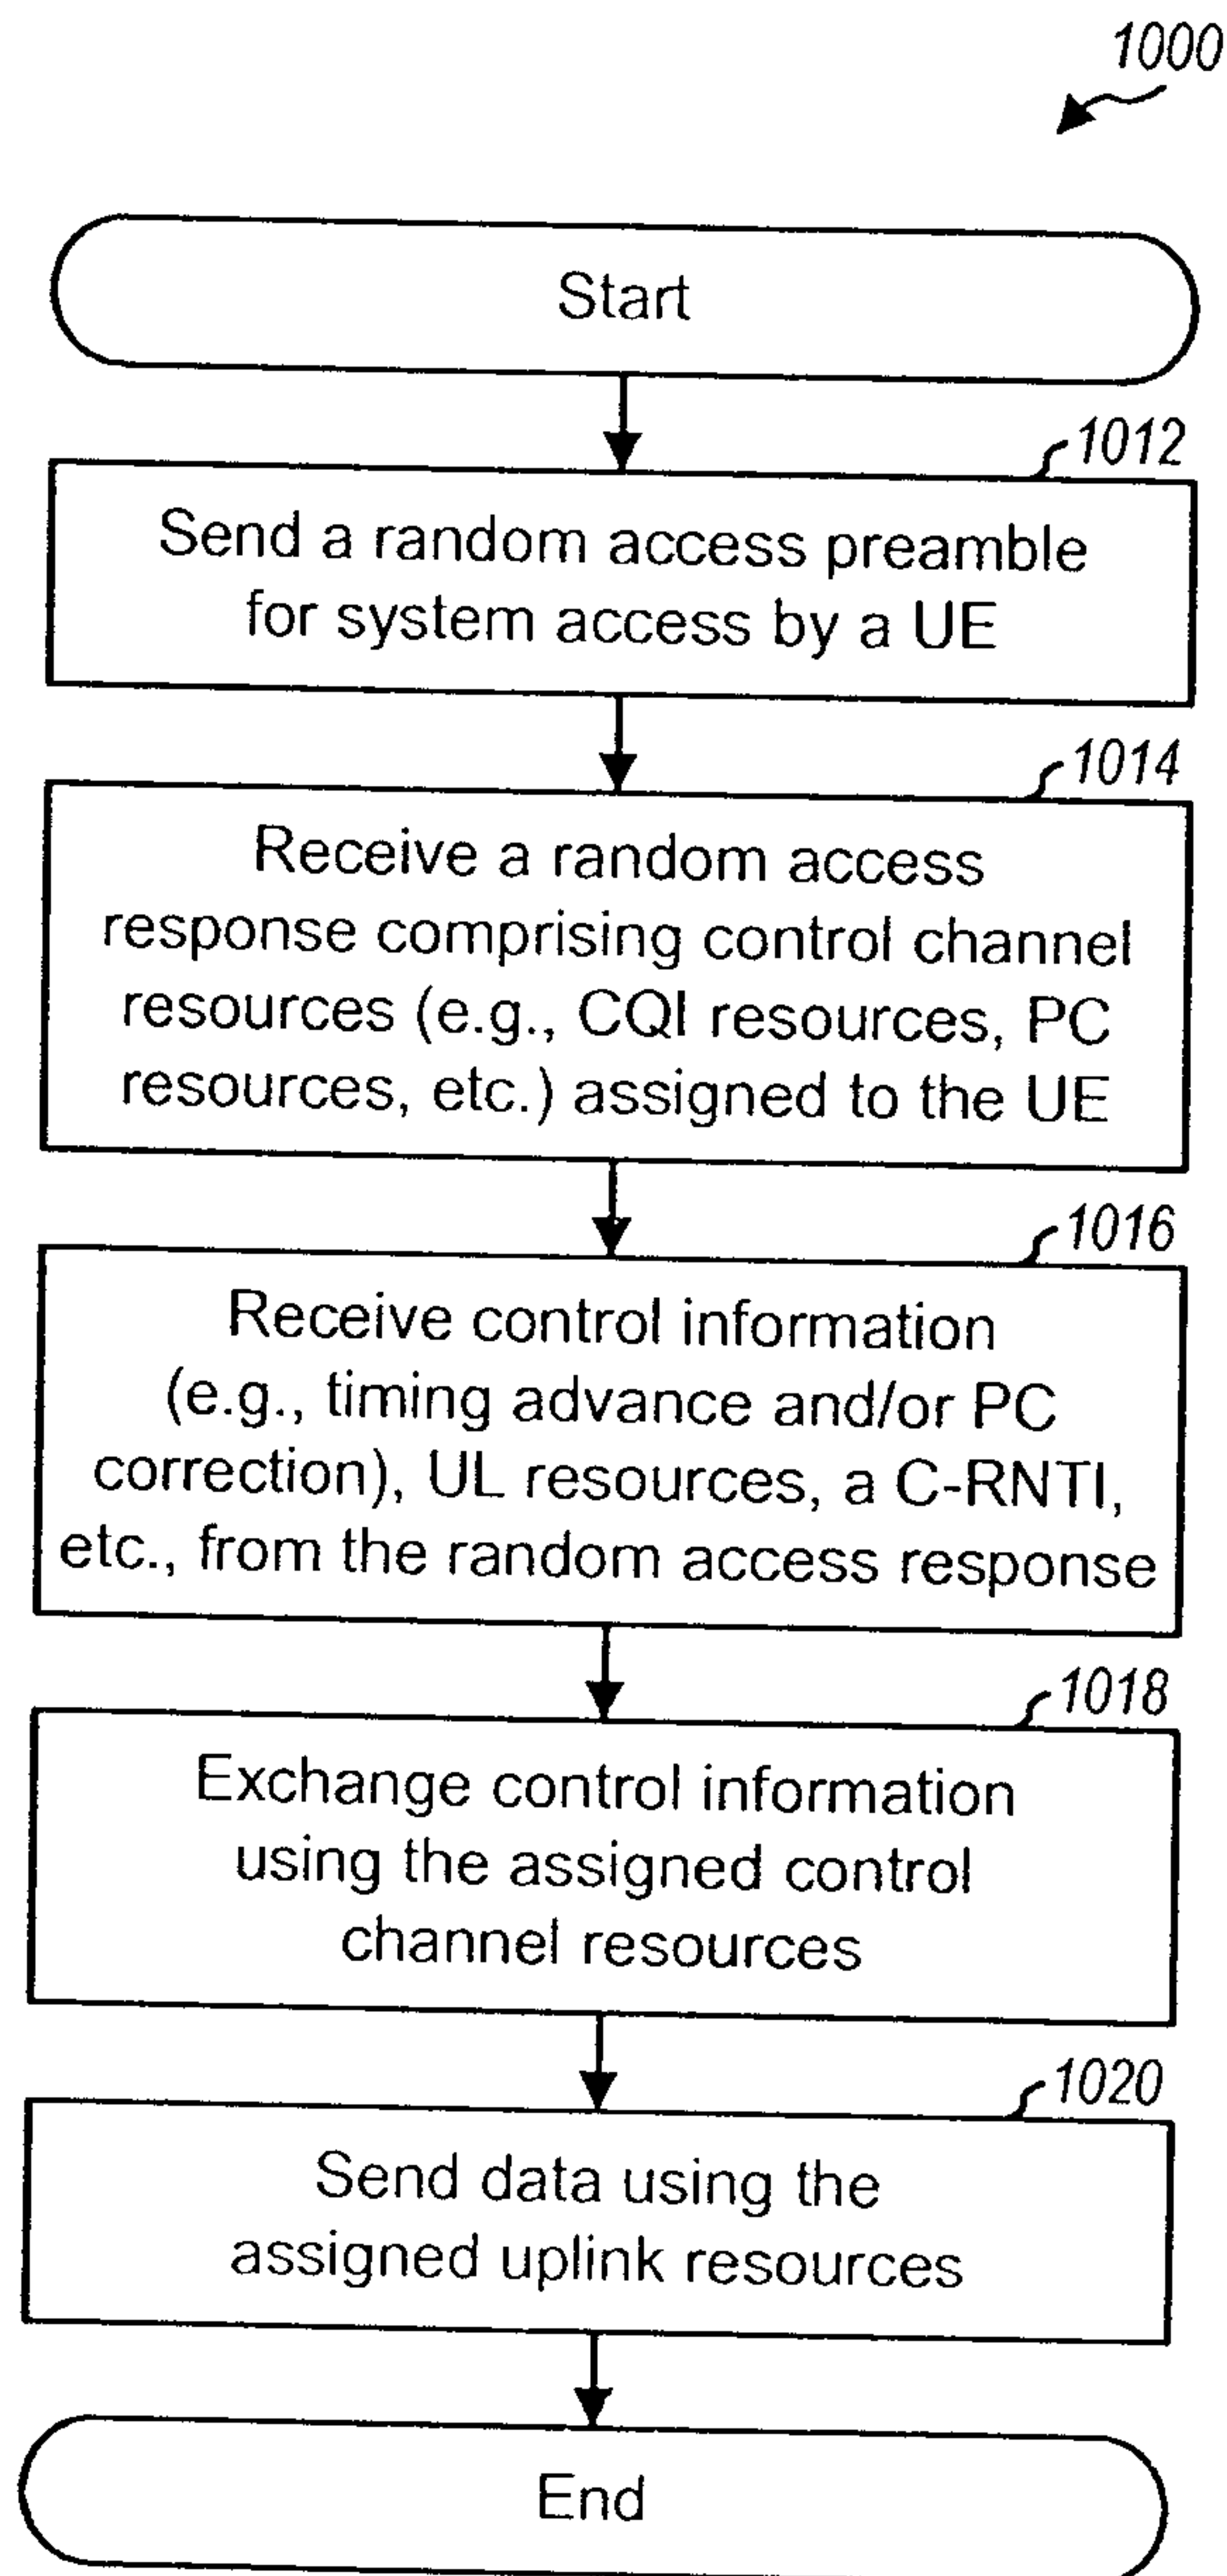 1000
Start
1012
Send a random access preamble
for system access by a UE
1014
Receive a random access
response comprising control channel
resources (e.g., CQI resources, PC
resources, etc.) assigned to the UE
1016
Receive control information
(e.g., timing advance and/or PC
correction), UL resources, a C-RNTI,
etc., from the random access response
1018
Exchange control information
using the assigned control
channel resources
1020
Send data using the
assigned uplink resources
End